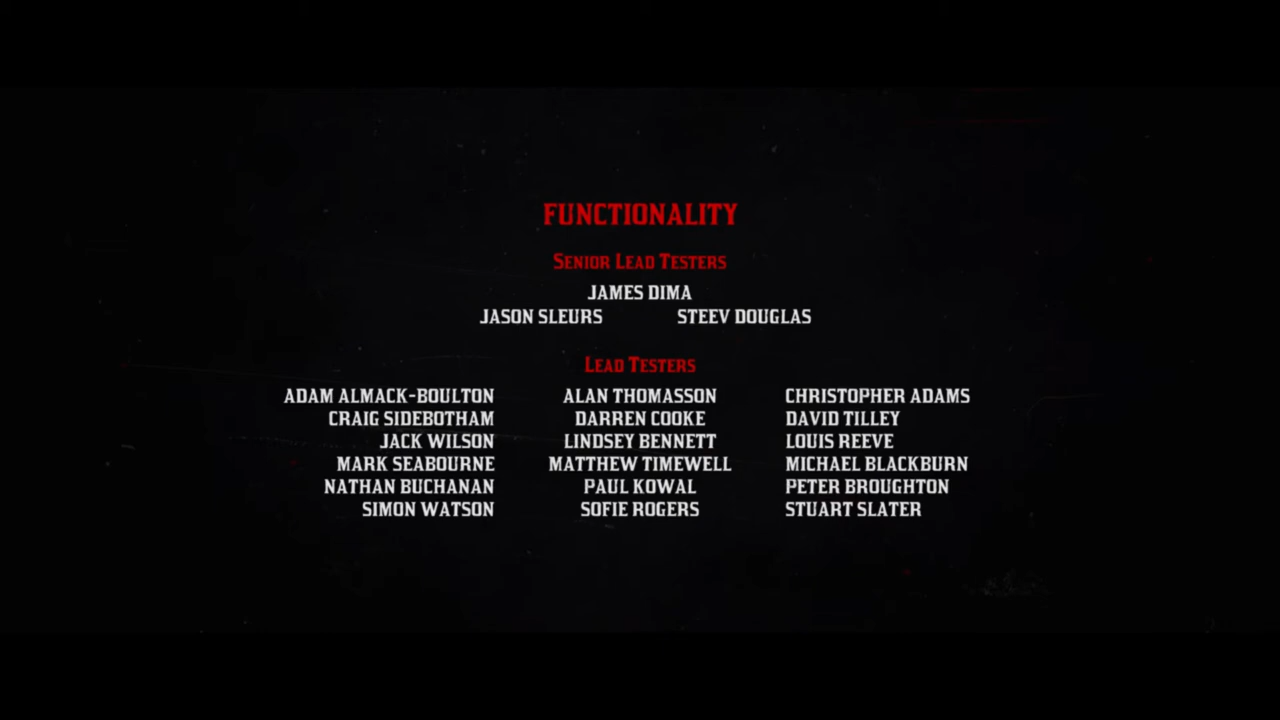 FUNCTIONALITY
SENIOR LEAD TESTERS
JAMES DIMA
JASON SLEURS STEEV DOUGLAS
LEAD TESTERS
ADAM ALMACK-BOULTON ALAN THOMASSON CHRISTOPHER ADAMS
CRAIG SIDEBOTHAM DARREN COOKE DAVID TILLEY
JACK WILSON LINDSEY BENNETT LOUIS REEVE
MARK SEABOURNE MATTHEW TIMEWELL MICHAEL BLACKBURN
NATHAN BUCHANAN PAUL KOWAL PETER BROUGHTON
SIMON WATSON SOFIE ROGERS STUART SLATER